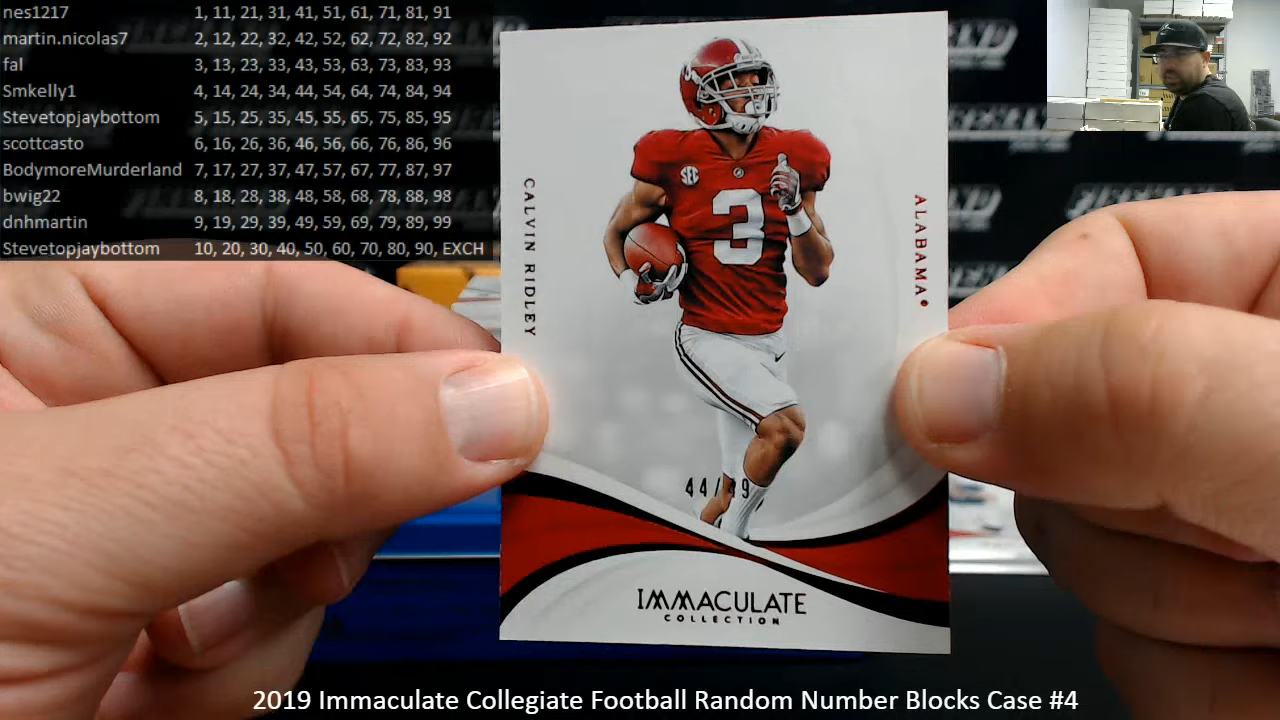 nes1217 1, 11, 21, 31, 41, 51, 61, 71, 81, 91
martin.nicolas7 2, 12, 22, 32, 42, 52, 62, 72, 82, 92
fal 3, 13, 23, 33, 43, 53, 63, 73, 83, 93
Smkelly1 4, 14, 24, 34, 44, 54, 64, 74, 84, 94
Stevetopjaybottom 5, 15, 25, 35, 45, 55, 65, 75, 85, 95
scottcasto 6, 16, 26, 36, 46, 56, 66, 76, 86, 96
BodymoreMurderland 7, 17, 27, 37, 47, 57, 67, 77, 87, 97
bwig22 8, 18, 28, 38, 48, 58, 68, 78, 88, 98
dnhmartin 9, 19, 29, 39, 49, 59, 69, 79, 89, 99
Stevetopjaybottom 10, 20, 30, 40, 50, 60, 70, 80, 90, EXCH
CALVIN RIDLEY
ALABAMA
SEC
3
44/49
IMMACULATE
COLLECTION
2019 Immaculate Collegiate Football Random Number Blocks Case #4